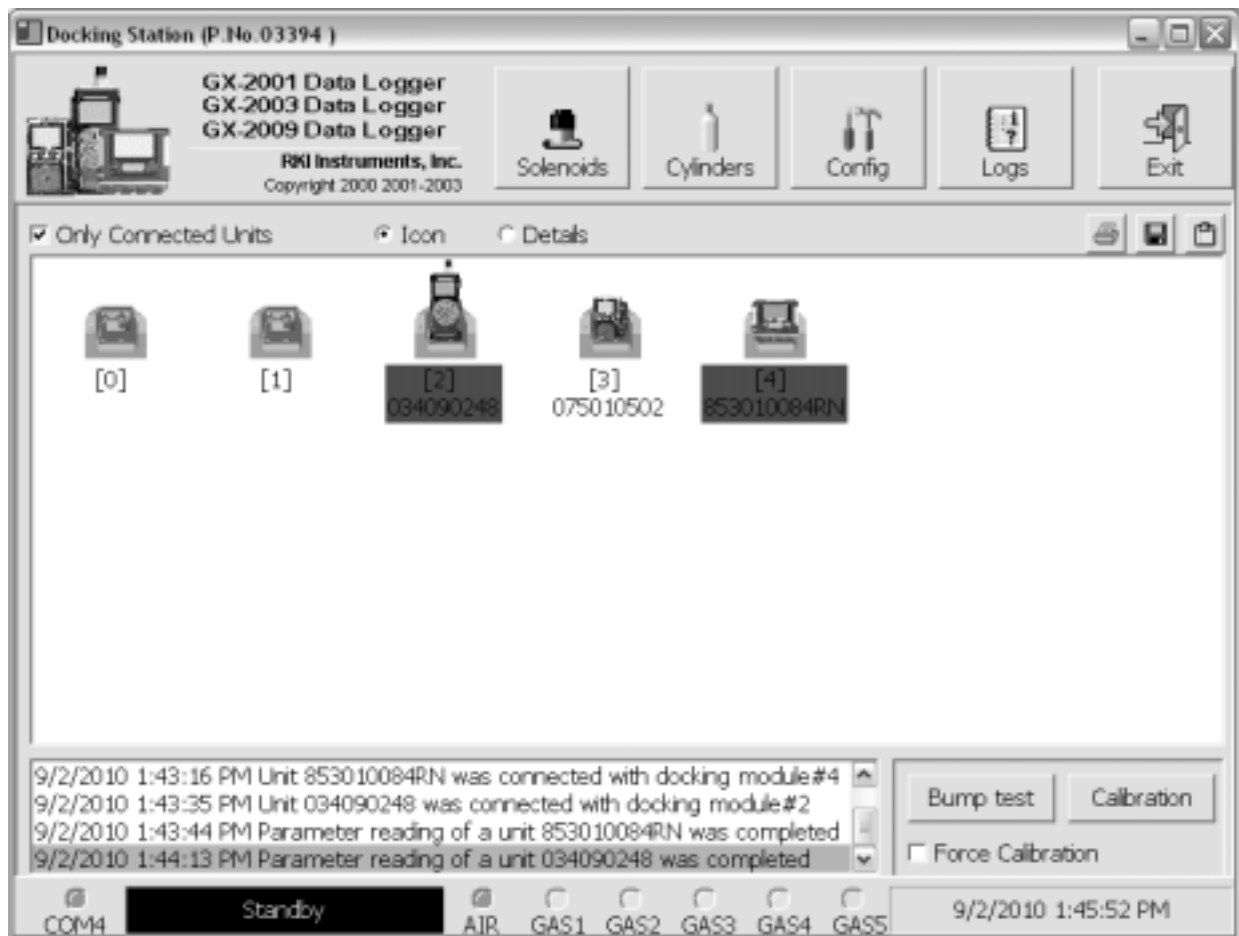 Docking Station (P.No.03394 )
GX-2001 Data Logger
GX-2003 Data Logger
GX-2009 Data Logger
RKI Instruments, Inc.
Copyright 2000 2001-2003
Solenoids
Cylinders
Config
Logs
Exit
Only Connected Units
Icon
Details
[0]
[1]
[2]
034090248
[3]
075010502
[4]
853010084RN
9/2/2010 1:43:16 PM Unit 853010084RN was connected with docking module#4
9/2/2010 1:43:35 PM Unit 034090248 was connected with docking module#2
9/2/2010 1:43:44 PM Parameter reading of a unit 853010084RN was completed
9/2/2010 1:44:13 PM Parameter reading of a unit 034090248 was completed
Bump test
Calibration
Force Calibration
COM4
Standby
AIR
GAS1
GAS2
GAS3
GAS4
GAS5
9/2/2010 1:45:52 PM